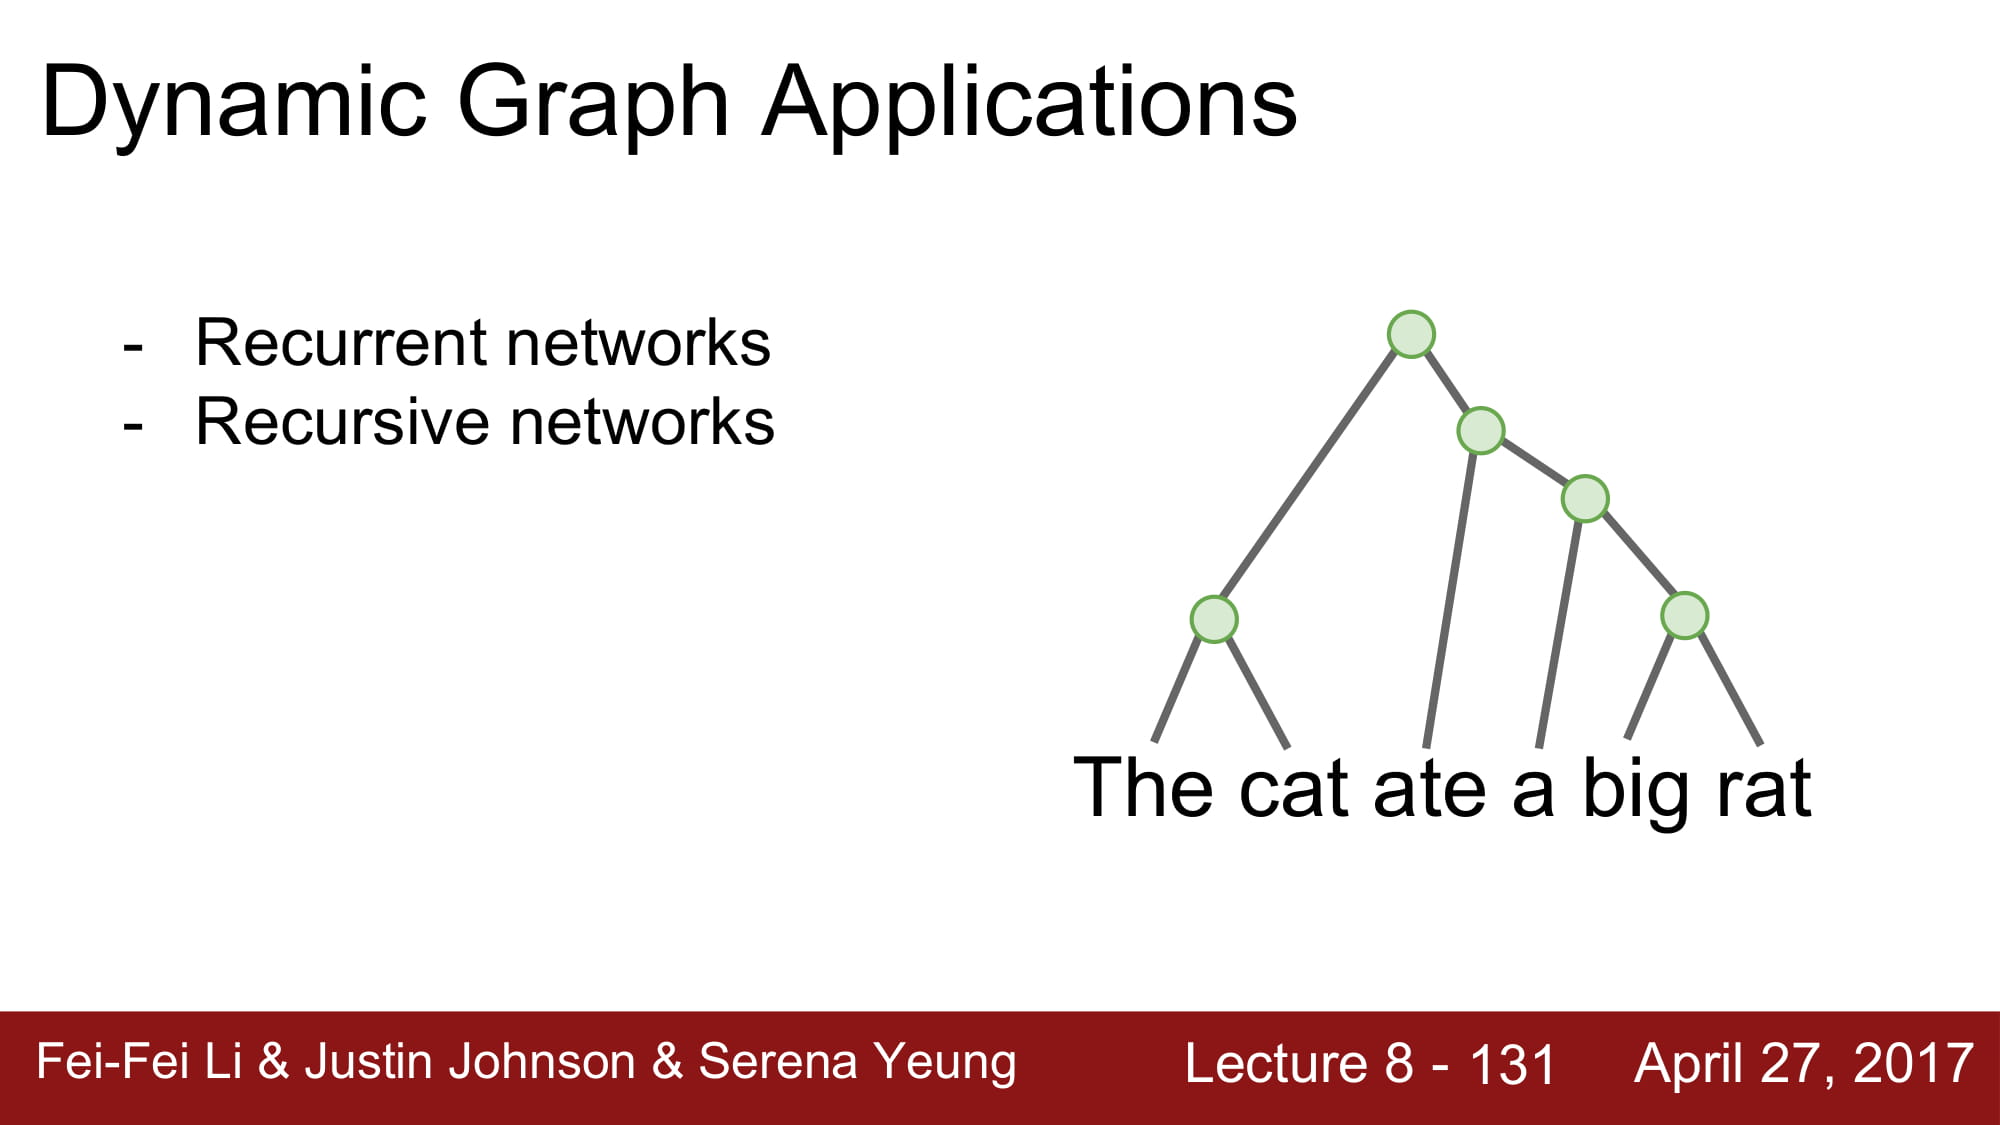 Dynamic Graph Applications
- Recurrent networks
- Recursive networks
The cat ate a big rat
Fei-Fei Li & Justin Johnson & Serena Yeung
Lecture 8 - 131
April 27, 2017